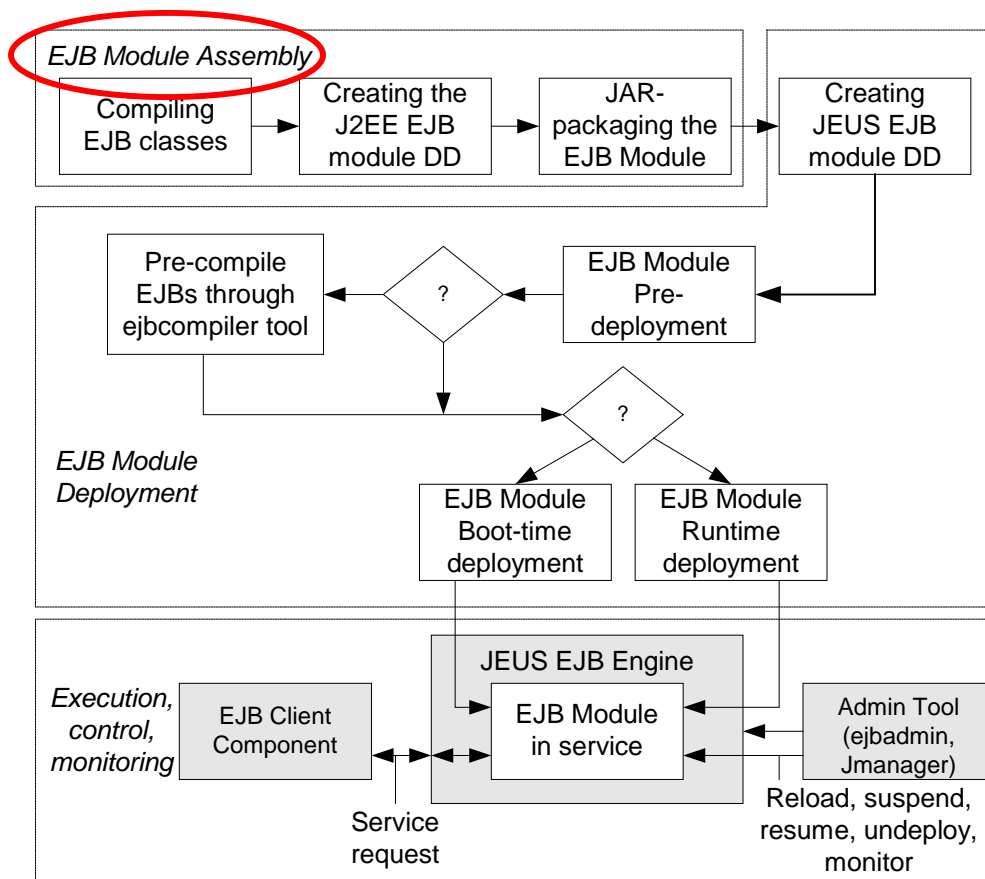 EJB Module Assembly
Compiling
EJB classes
Creating the
J2EE EJB
module DD
JAR-
packaging the
EJB Module
Creating
JEUS EJB
module DD
Pre-compile
EJBs through
ejbcompiler tool
?
EJB Module
Pre-
deployment
?
EJB Module
Deployment
EJB Module
Boot-time
deployment
EJB Module
Runtime
deployment
Execution,
control,
monitoring
EJB Client
Component
JEUS EJB Engine
EJB Module
in service
Admin Tool
(ejbadmin,
Jmanager)
Service
request
Reload, suspend,
resume, undeploy,
monitor